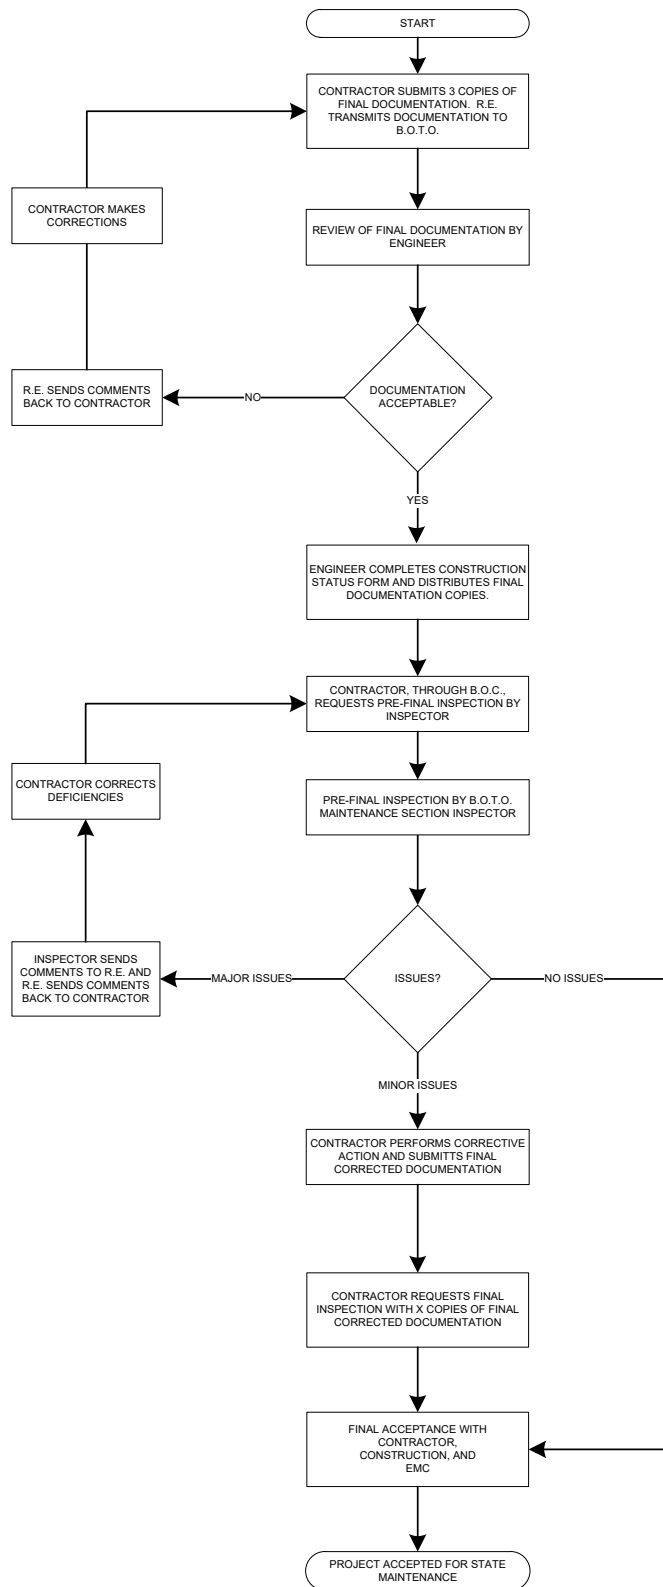 START
CONTRACTOR SUBMITS 3 COPIES OF
FINAL DOCUMENTATION.  R.E.
TRANSMITS DOCUMENTATION TO
B.O.T.O.
CONTRACTOR MAKES
CORRECTIONS
REVIEW OF FINAL DOCUMENTATION BY
ENGINEER
R.E. SENDS COMMENTS
BACK TO CONTRACTOR
NO
DOCUMENTATION
ACCEPTABLE?
YES
ENGINEER COMPLETES CONSTRUCTION
STATUS FORM AND DISTRIBUTES FINAL
DOCUMENTATION COPIES.
CONTRACTOR, THROUGH B.O.C.,
REQUESTS PRE-FINAL INSPECTION BY
INSPECTOR
CONTRACTOR CORRECTS
DEFICIENCIES
PRE-FINAL INSPECTION BY B.O.T.O.
MAINTENANCE SECTION INSPECTOR
INSPECTOR SENDS
COMMENTS TO R.E. AND
R.E. SENDS COMMENTS
BACK TO CONTRACTOR
MAJOR ISSUES
ISSUES?
NO ISSUES
MINOR ISSUES
CONTRACTOR PERFORMS CORRECTIVE
ACTION AND SUBMITTS FINAL
CORRECTED DOCUMENTATION
CONTRACTOR REQUESTS FINAL
INSPECTION WITH X COPIES OF FINAL
CORRECTED DOCUMENTATION
FINAL ACCEPTANCE WITH
CONTRACTOR,
CONSTRUCTION, AND
EMC
PROJECT ACCEPTED FOR STATE
MAINTENANCE